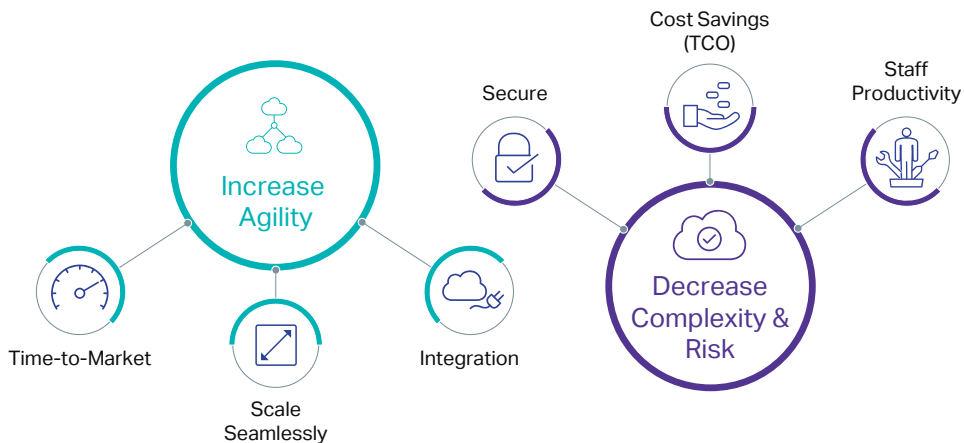 Increase
Agility
Time-to-Market
Scale
Seamlessly
Integration
Cost Savings
(TCO)
Secure
Staff
Productivity
Decrease
Complexity &
Risk